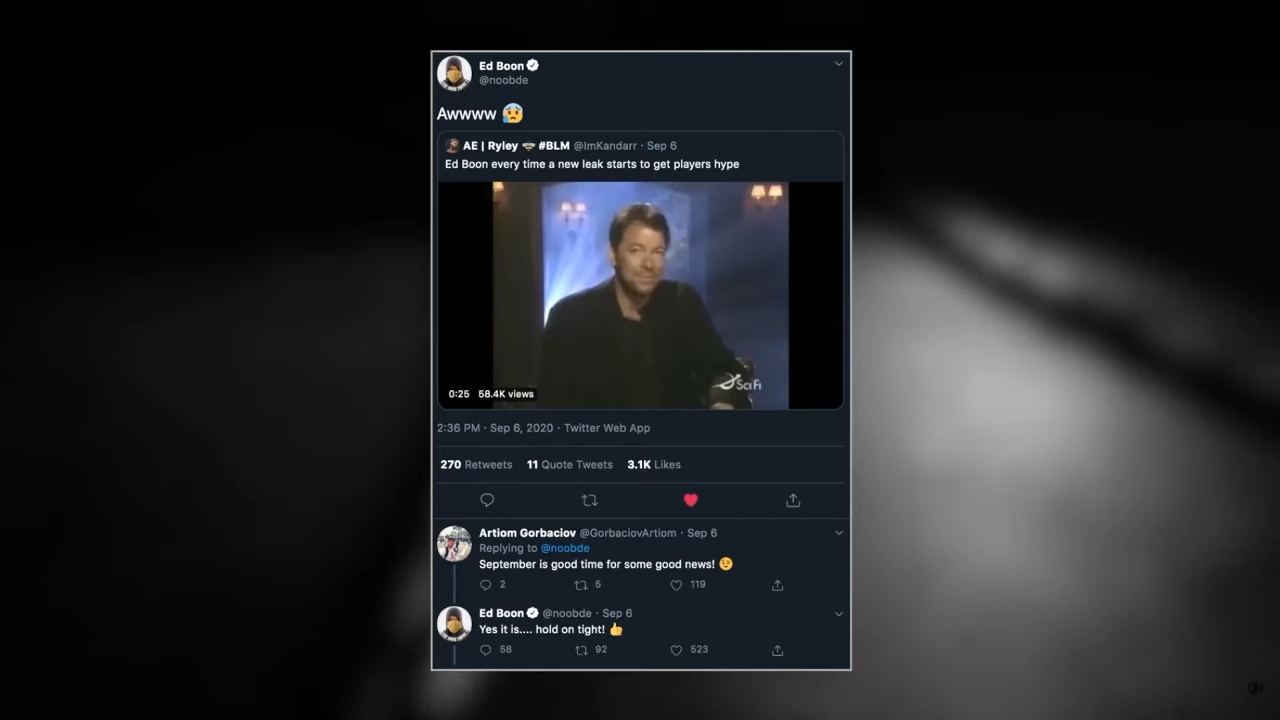 Ed Boon
@noobde
Awwww 😰
AE | Ryley #BLM @ImKandarr · Sep 6
Ed Boon every time a new leak starts to get players hype
SciFi
0:25 58.4K views
2:36 PM · Sep 6, 2020 · Twitter Web App
270 Retweets 11 Quote Tweets 3.1K Likes
Artiom Gorbaciov @GorbaciovArtiom · Sep 6
Replying to @noobde
September is good time for some good news!
2 5 119
Ed Boon @noobde · Sep 6
Yes it is.... hold on tight! 👍
58 92 523